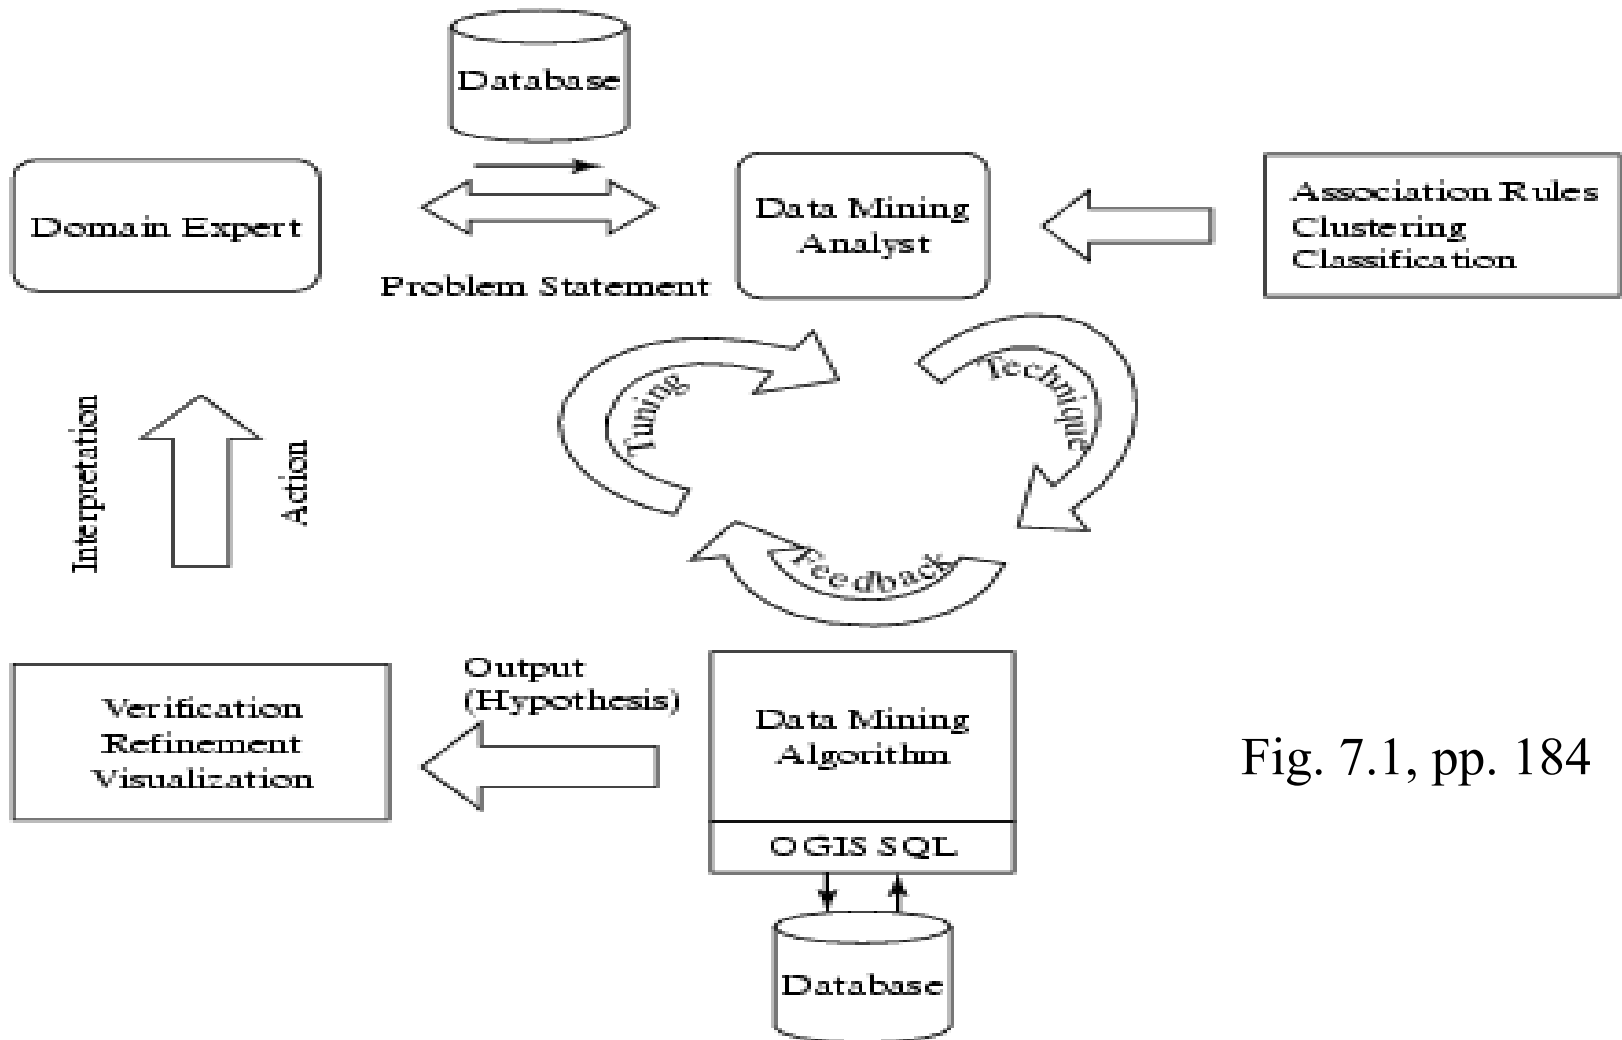 Database
Domain Expert
Problem Statement
Data Mining
Analyst
Association Rules
Clustering
Classification
Tuning
Technique
Feedback
Interpretation
Action
Verification
Refinement
Visualization
Output
(Hypothesis)
Data Mining
Algorithm
OGIS SQL
Database
Fig. 7.1, pp. 184